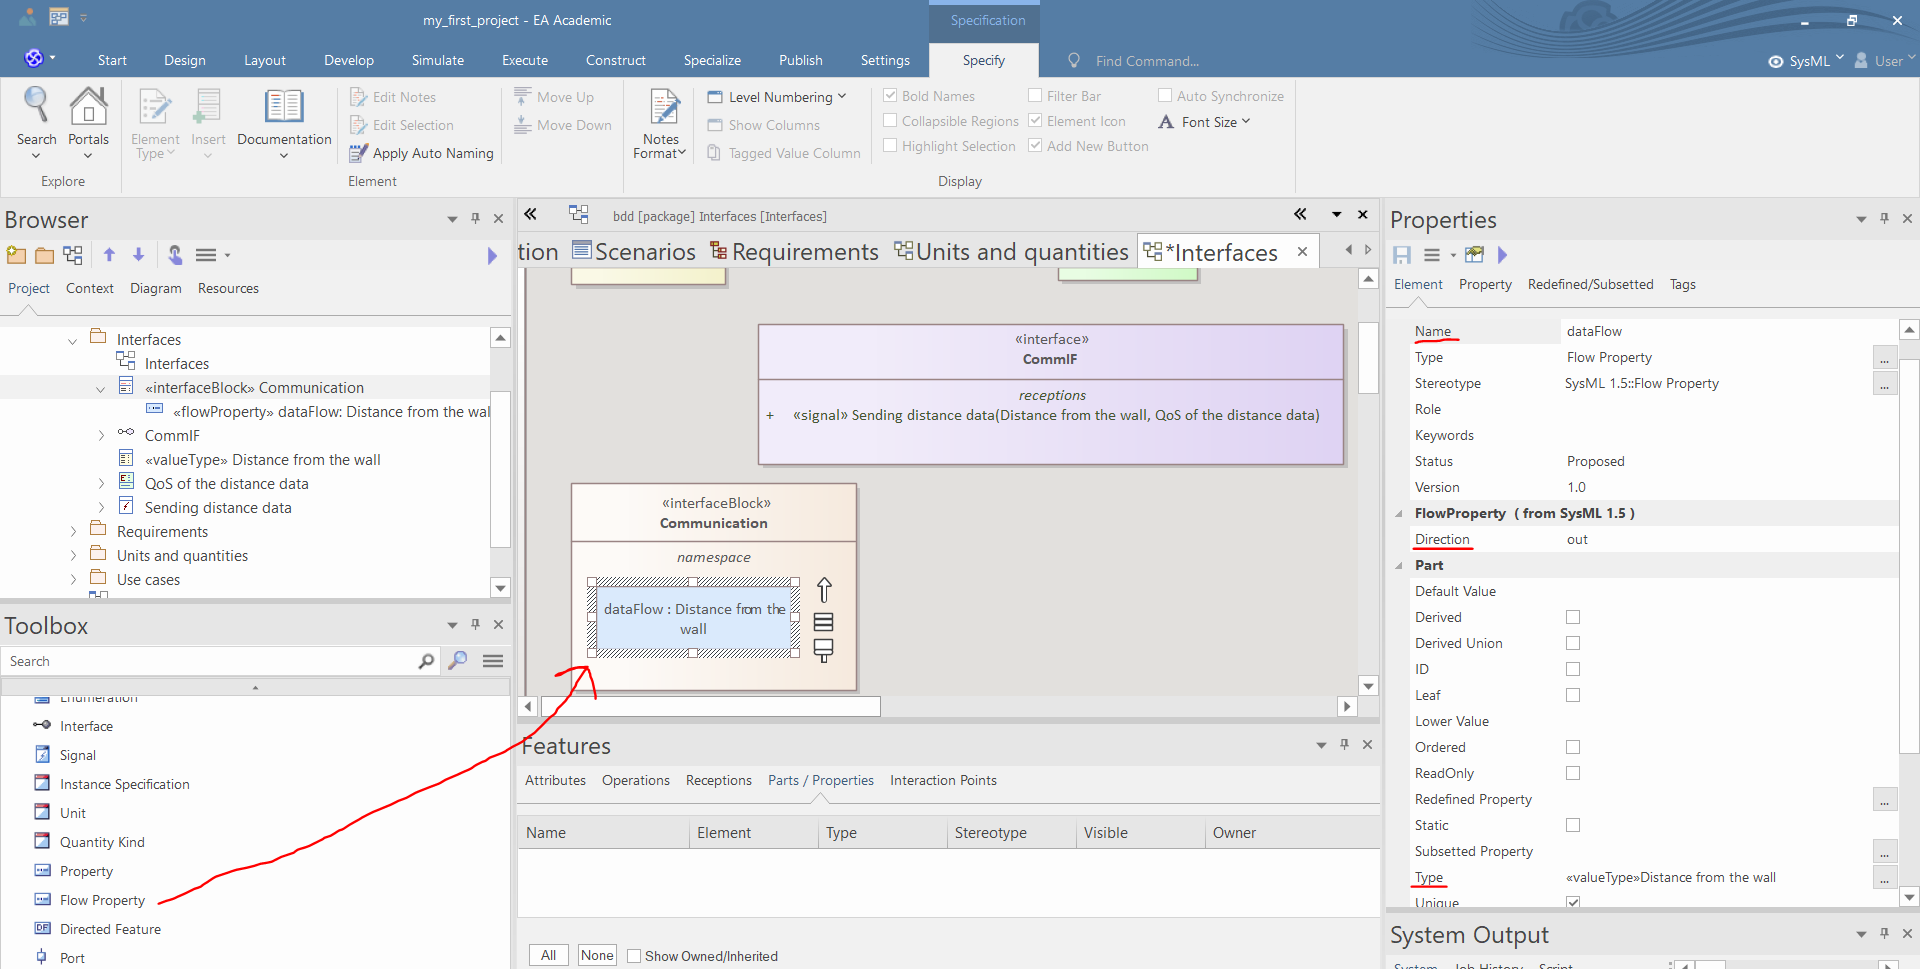 my_first_project - EA Academic
Specification
Start
Design
Layout
Develop
Simulate
Execute
Construct
Specialize
Publish
Settings
Specify
Find Command...
SysML
User
Search
Portals
Explore
Element
Type
Insert
Documentation
Edit Notes
Edit Selection
Apply Auto Naming
Move Up
Move Down
Element
Notes
Format
Level Numbering
Show Columns
Tagged Value Column
Bold Names
Collapsible Regions
Highlight Selection
Filter Bar
Element Icon
Add New Button
Auto Synchronize
Font Size
Display
Browser
Project
Context
Diagram
Resources
Interfaces
Interfaces
«interfaceBlock» Communication
«flowProperty» dataFlow: Distance from the wal
CommIF
«valueType» Distance from the wall
QoS of the distance data
Sending distance data
Requirements
Units and quantities
Use cases
Toolbox
Search
Enumeration
Interface
Signal
Instance Specification
Unit
Quantity Kind
Property
Flow Property
Directed Feature
Port
bdd [package] Interfaces [Interfaces]
tion
Scenarios
Requirements
Units and quantities
*Interfaces
«interface»
CommIF
receptions
+ «signal» Sending distance data(Distance from the wall, QoS of the distance data)
«interfaceBlock»
Communication
namespace
dataFlow : Distance from the
wall
Features
Attributes
Operations
Receptions
Parts / Properties
Interaction Points
Name
Element
Type
Stereotype
Visible
Owner
All
None
Show Owned/Inherited
Properties
Element
Property
Redefined/Subsetted
Tags
Name dataFlow
Type Flow Property
Stereotype SysML 1.5::Flow Property
Role
Keywords
Status Proposed
Version 1.0
FlowProperty ( from SysML 1.5 )
Direction out
Part
Default Value
Derived
Derived Union
ID
Leaf
Lower Value
Ordered
ReadOnly
Redefined Property
Static
Subsetted Property
Type «valueType»Distance from the wall
Unique
System Output
System
Job History
Script